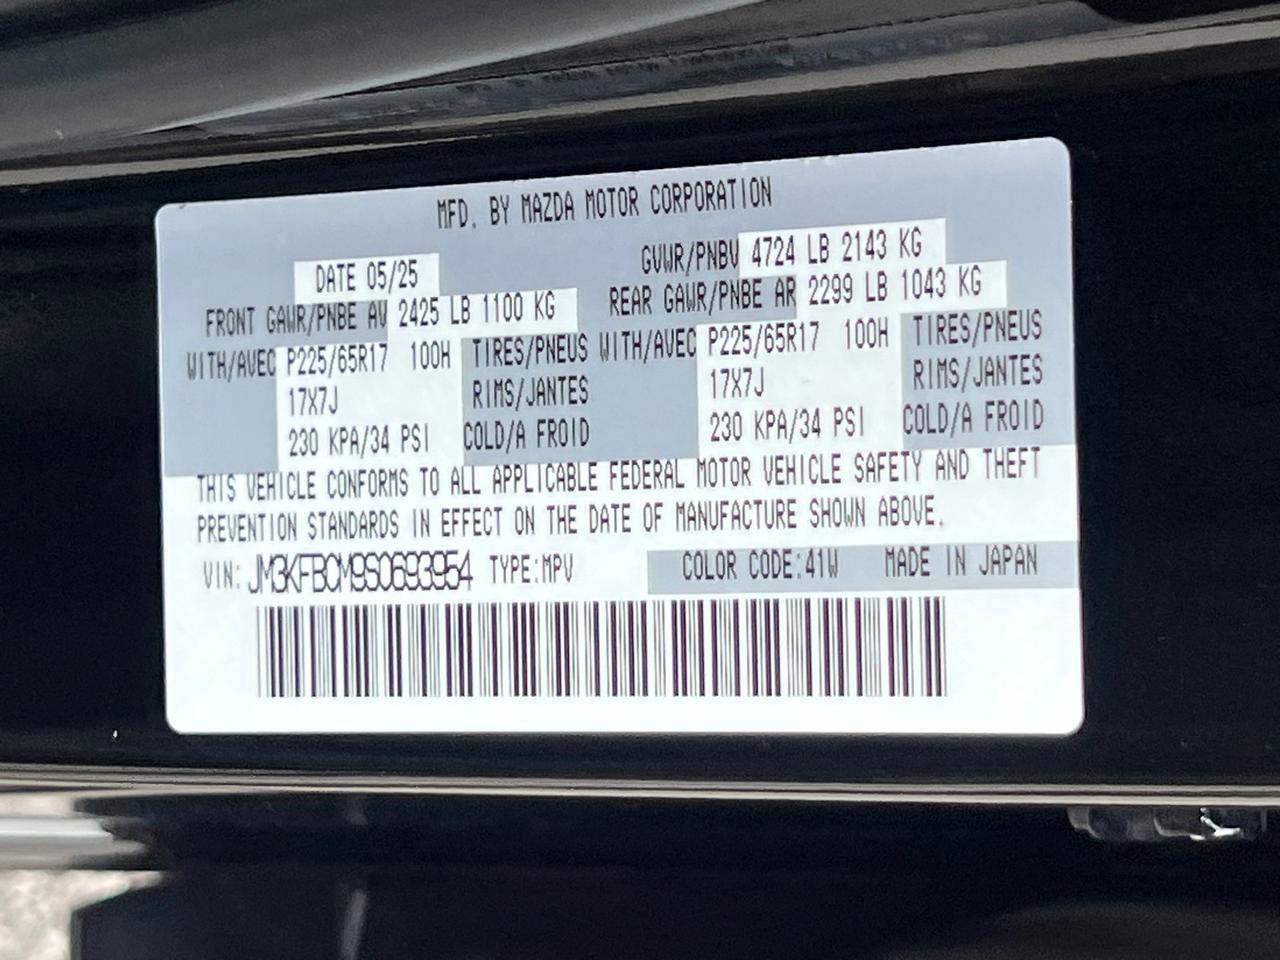 MFD. BY MAZDA MOTOR CORPORATION
DATE 05/25 GVWR/PNBV 4724 LB 2143 KG
FRONT GAWR/PNBE AV 2425 LB 1100 KG REAR GAWR/PNBE AR 2299 LB 1043 KG
WITH/AVEC P225/65R17 100H TIRES/PNEUS WITH/AVEC P225/65R17 100H TIRES/PNEUS
17X7J RIMS/JANTES 17X7J RIMS/JANTES
230 KPA/34 PSI COLD/A FROID 230 KPA/34 PSI COLD/A FROID
THIS VEHICLE CONFORMS TO ALL APPLICABLE FEDERAL MOTOR VEHICLE SAFETY AND THEFT
PREVENTION STANDARDS IN EFFECT ON THE DATE OF MANUFACTURE SHOWN ABOVE.
VIN: JM3KFBCM9S0693954 TYPE:MPV COLOR CODE:41W MADE IN JAPAN